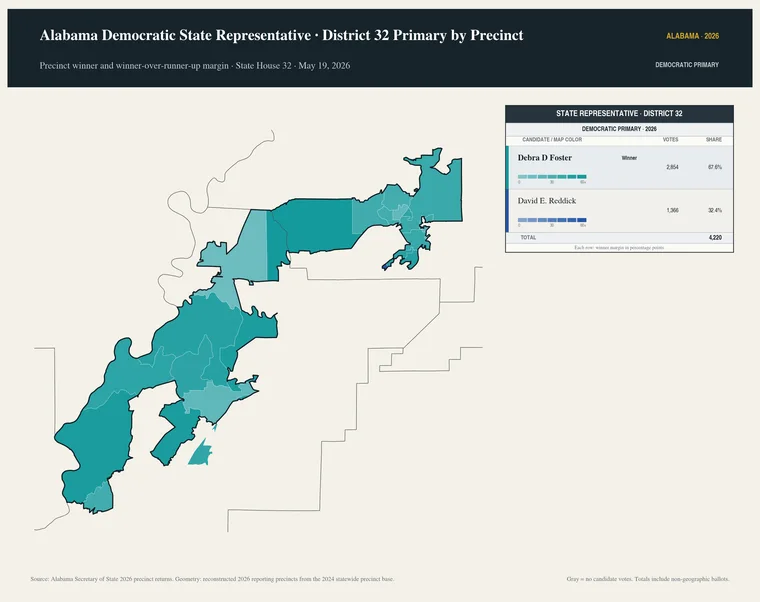 Alabama Democratic State Representative · District 32 Primary by Precinct
ALABAMA · 2026
Precinct winner and winner-over-runner-up margin · State House 32 · May 19, 2026
DEMOCRATIC PRIMARY
STATE REPRESENTATIVE · DISTRICT 32
DEMOCRATIC PRIMARY · 2026
CANDIDATE / MAP COLOR VOTES SHARE
Debra D Foster Winner 2,854 67.6%
0 30 60+
David E. Reddick 1,366 32.4%
0 30 60+
TOTAL 4,220
Each row: winner margin in percentage points
Source: Alabama Secretary of State 2026 precinct returns. Geometry: reconstructed 2026 reporting precincts from the 2024 statewide precinct base.
Gray = no candidate votes. Totals include non-geographic ballots.